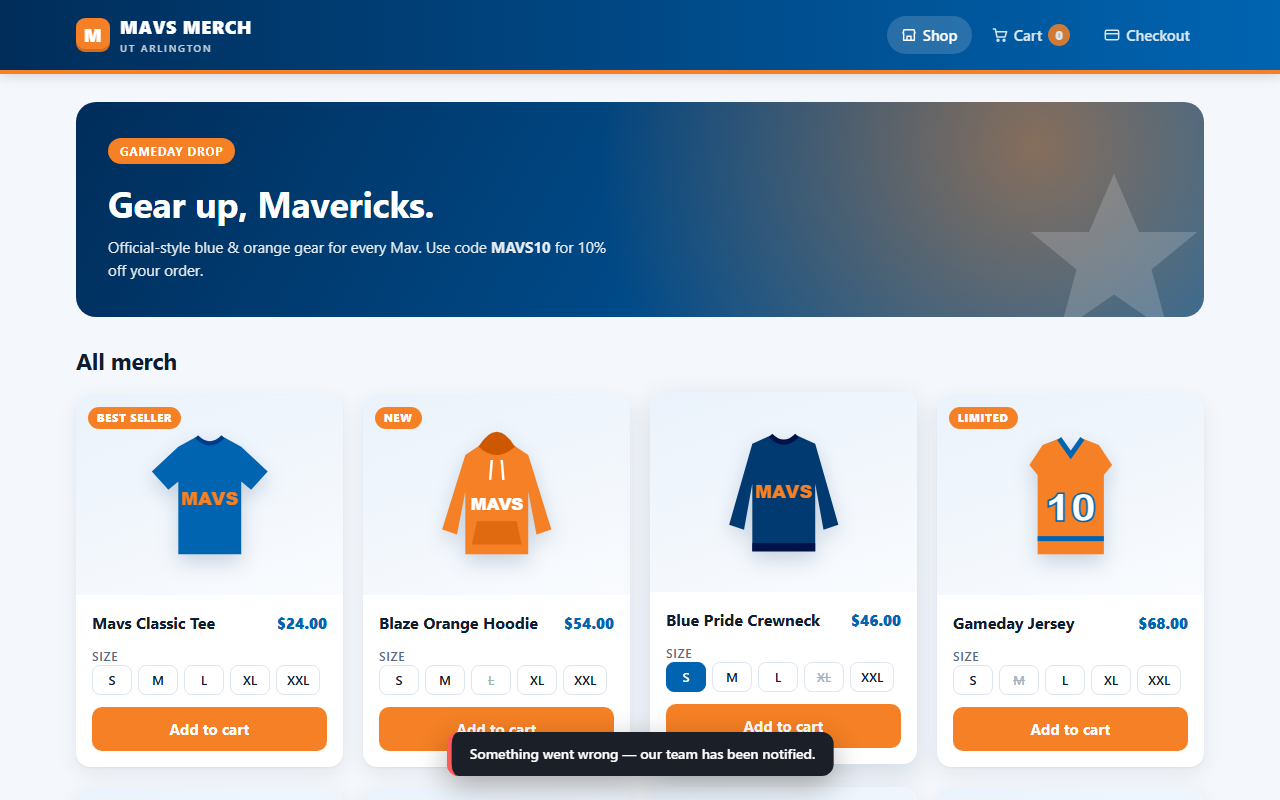 M
MAVS MERCH
UT ARLINGTON
Shop
Cart 0
Checkout
GAMEDAY DROP
Gear up, Mavericks.
Official-style blue & orange gear for every Mav. Use code MAVS10 for 10%
off your order.
All merch
BEST SELLER
MAVS
Mavs Classic Tee $24.00
SIZE
S M L XL XXL
Add to cart
NEW
MAVS
Blaze Orange Hoodie $54.00
SIZE
S M L XL XXL
Add to cart
MAVS
Blue Pride Crewneck $46.00
SIZE
S M L XL XXL
Add to cart
LIMITED
10
Gameday Jersey $68.00
SIZE
S M L XL XXL
Add to cart
Something went wrong — our team has been notified.